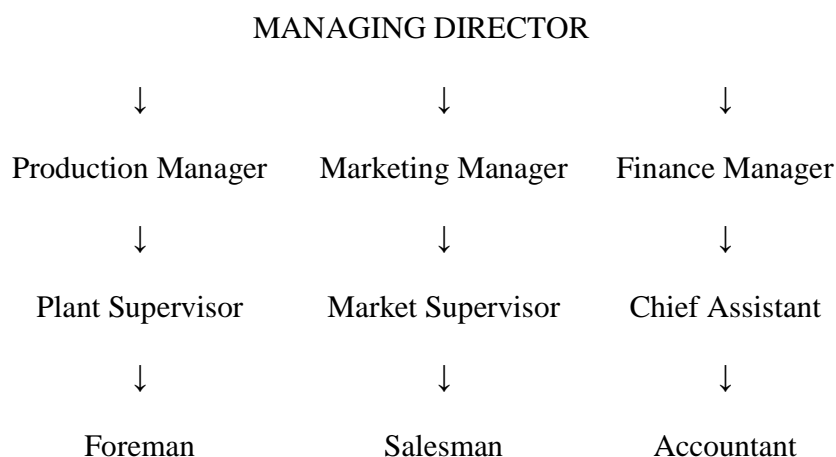 MANAGING DIRECTOR
↓ ↓ ↓
Production Manager Marketing Manager Finance Manager
↓ ↓ ↓
Plant Supervisor Market Supervisor Chief Assistant
↓ ↓ ↓
Foreman Salesman Accountant